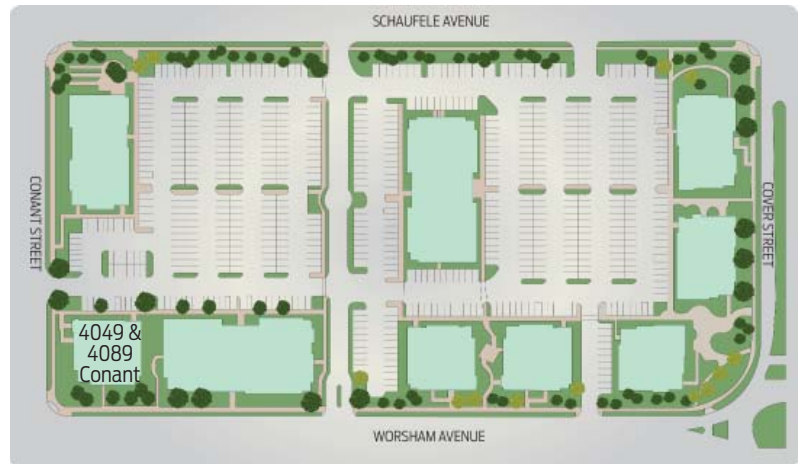 SCHAUFELE AVENUE
CONANT STREET
COVER STREET
4049 &
4089
Conant
WORSHAM AVENUE